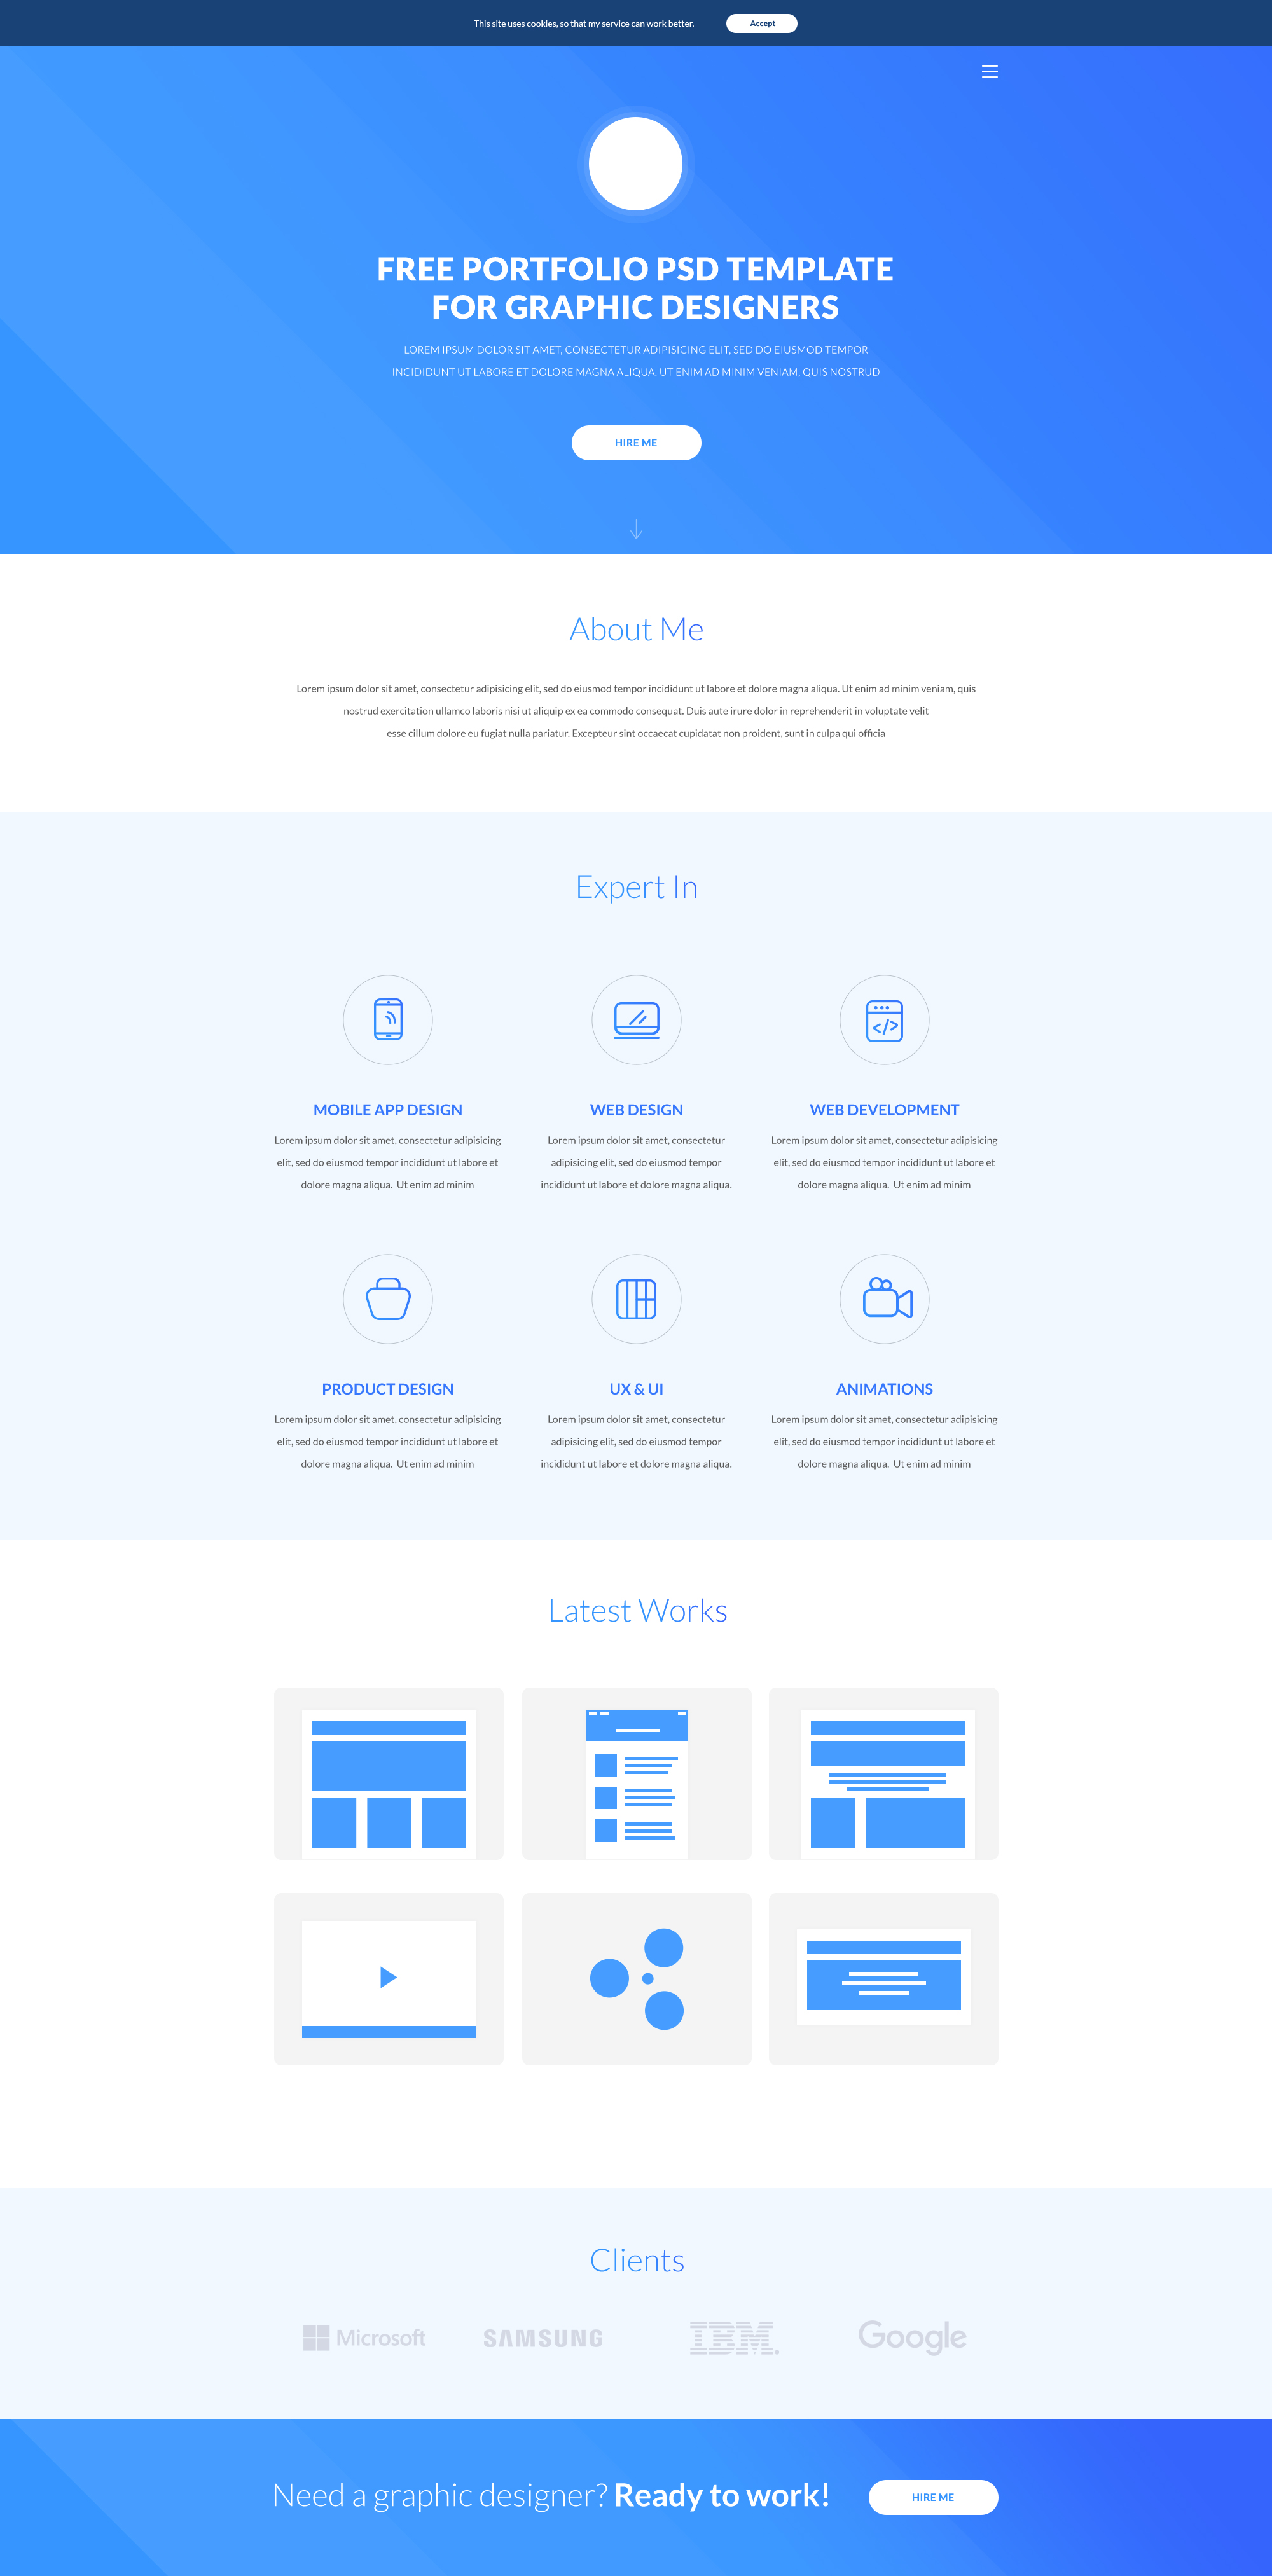 This site uses cookies, so that my service can work better.
Accept
FREE PORTFOLIO PSD TEMPLATE
FOR GRAPHIC DESIGNERS
LOREM IPSUM DOLOR SIT AMET, CONSECTETUR ADIPISICING ELIT, SED DO EIUSMOD TEMPOR
INCIDIDUNT UT LABORE ET DOLORE MAGNA ALIQUA. UT ENIM AD MINIM VENIAM, QUIS NOSTRUD
HIRE ME
About Me
Lorem ipsum dolor sit amet, consectetur adipisicing elit, sed do eiusmod tempor incididunt ut labore et dolore magna aliqua. Ut enim ad minim veniam, quis
nostrud exercitation ullamco laboris nisi ut aliquip ex ea commodo consequat. Duis aute irure dolor in reprehenderit in voluptate velit
esse cillum dolore eu fugiat nulla pariatur. Excepteur sint occaecat cupidatat non proident, sunt in culpa qui officia
Expert In
MOBILE APP DESIGN
Lorem ipsum dolor sit amet, consectetur adipisicing
elit, sed do eiusmod tempor incididunt ut labore et
dolore magna aliqua.  Ut enim ad minim
WEB DESIGN
Lorem ipsum dolor sit amet, consectetur
adipisicing elit, sed do eiusmod tempor
incididunt ut labore et dolore magna aliqua.
WEB DEVELOPMENT
Lorem ipsum dolor sit amet, consectetur adipisicing
elit, sed do eiusmod tempor incididunt ut labore et
dolore magna aliqua.  Ut enim ad minim
PRODUCT DESIGN
Lorem ipsum dolor sit amet, consectetur adipisicing
elit, sed do eiusmod tempor incididunt ut labore et
dolore magna aliqua.  Ut enim ad minim
UX & UI
Lorem ipsum dolor sit amet, consectetur
adipisicing elit, sed do eiusmod tempor
incididunt ut labore et dolore magna aliqua.
ANIMATIONS
Lorem ipsum dolor sit amet, consectetur adipisicing
elit, sed do eiusmod tempor incididunt ut labore et
dolore magna aliqua.  Ut enim ad minim
Latest Works
Clients
Microsoft
SAMSUNG
IBM
Google
Need a graphic designer? Ready to work!
HIRE ME